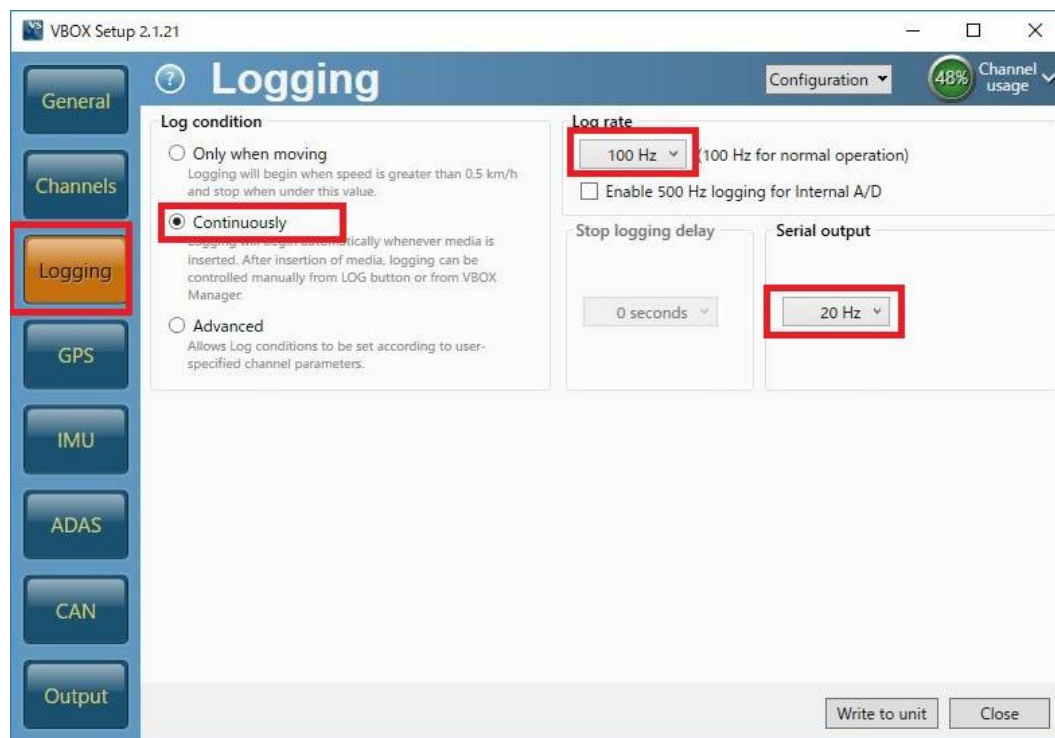 VBOX Setup 2.1.21
General
Channels
Logging
GPS
IMU
ADAS
CAN
Output
Logging
Configuration
48%
Channel
usage
Log condition
Only when moving
Logging will begin when speed is greater than 0.5 km/h
and stop when under this value.
Continuously
Logging will begin automatically whenever media is
inserted. After insertion of media, logging can be
controlled manually from LOG button or from VBOX
Manager.
Advanced
Allows Log conditions to be set according to user-
specified channel parameters.
Log rate
100 Hz
(100 Hz for normal operation)
Enable 500 Hz logging for Internal A/D
Stop logging delay
0 seconds
Serial output
20 Hz
Write to unit
Close